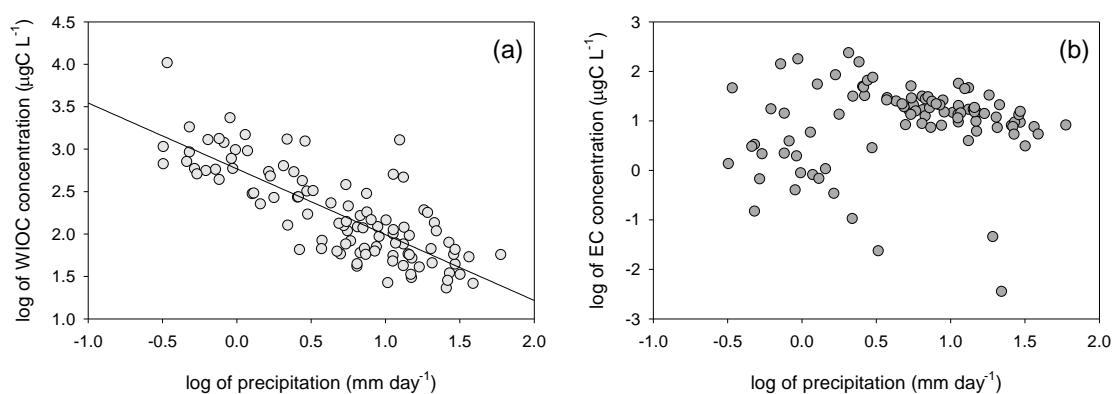 (a)
log of WIOC concentration (µgC L⁻¹)
4.5
4.0
3.5
3.0
2.5
2.0
1.5
1.0
-1.0 -0.5 0.0 0.5 1.0 1.5 2.0
log of precipitation (mm day⁻¹)
(b)
log of EC concentration (µgC L⁻¹)
3
2
1
0
-1
-2
-3
-1.0 -0.5 0.0 0.5 1.0 1.5 2.0
log of precipitation (mm day⁻¹)